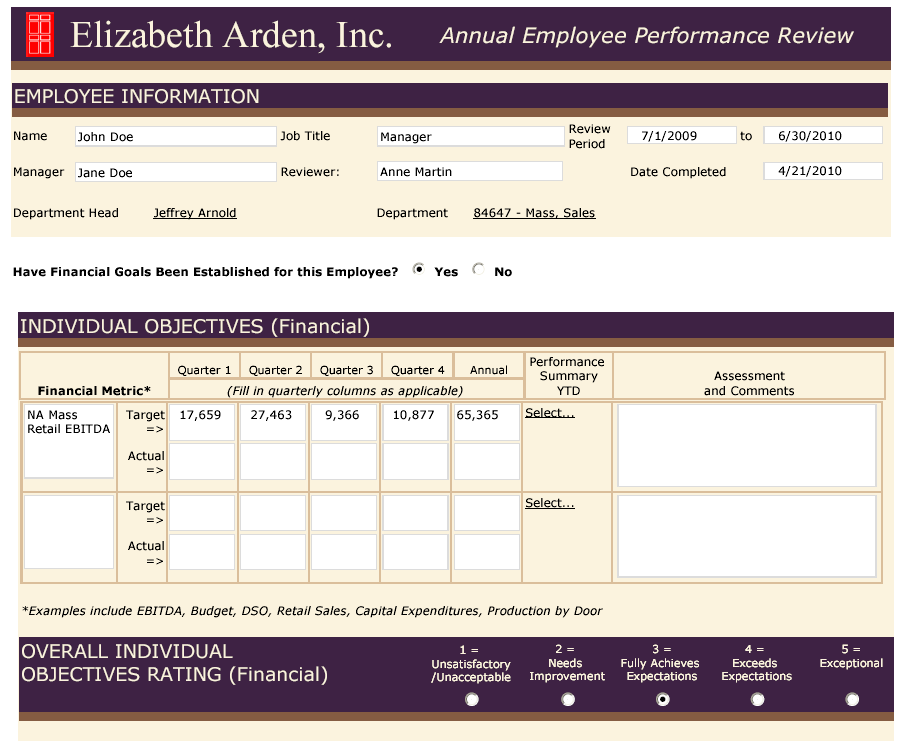 Elizabeth Arden, Inc. Annual Employee Performance Review
EMPLOYEE INFORMATION
Name John Doe Job Title Manager Review Period 7/1/2009 to 6/30/2010
Manager Jane Doe Reviewer: Anne Martin Date Completed 4/21/2010
Department Head Jeffrey Arnold Department 84647 - Mass, Sales
Have Financial Goals Been Established for this Employee? Yes No
INDIVIDUAL OBJECTIVES (Financial)
Financial Metric*
Quarter 1 Quarter 2 Quarter 3 Quarter 4 Annual
(Fill in quarterly columns as applicable)
Performance
Summary
YTD
Assessment
and Comments
NA Mass
Retail EBITDA
Target
=>
17,659 27,463 9,366 10,877 65,365
Select...
Actual
=>
Target
=>
Select...
Actual
=>
*Examples include EBITDA, Budget, DSO, Retail Sales, Capital Expenditures, Production by Door
OVERALL INDIVIDUAL
OBJECTIVES RATING (Financial)
1 =
Unsatisfactory
/Unacceptable
2 =
Needs
Improvement
3 =
Fully Achieves
Expectations
4 =
Exceeds
Expectations
5 =
Exceptional